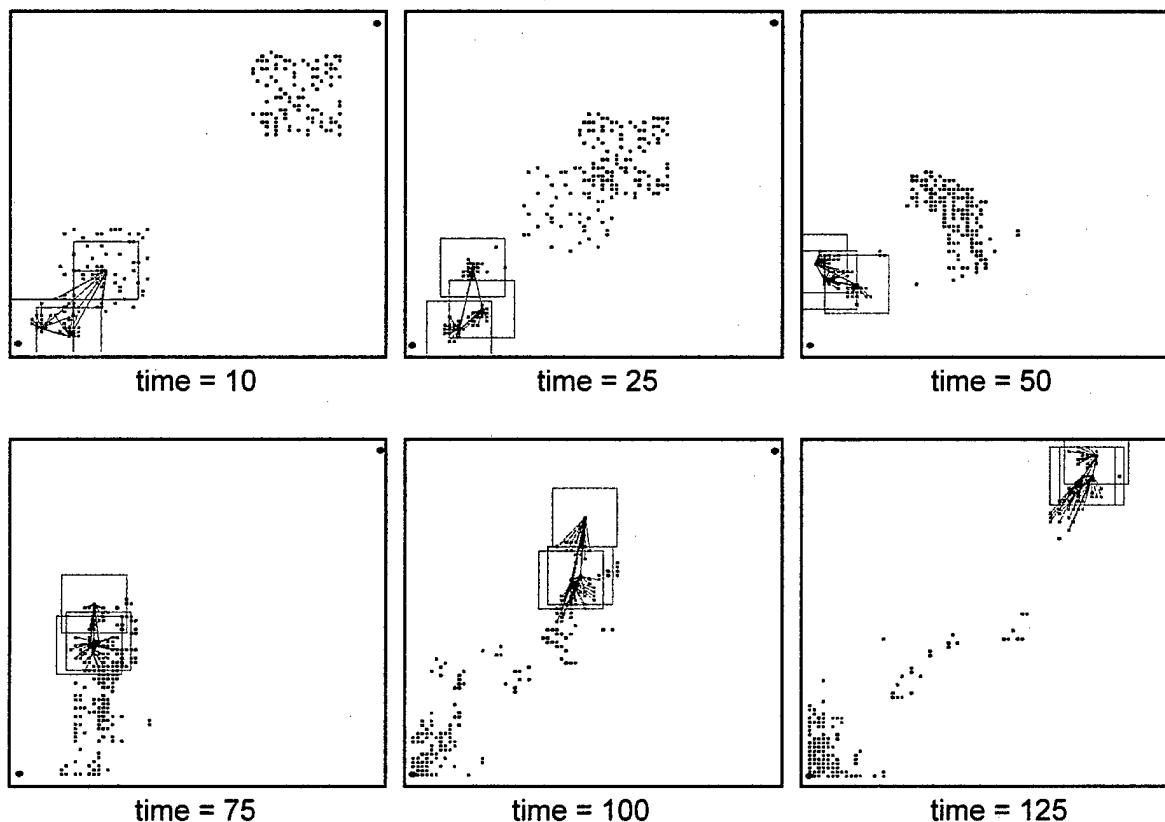 time = 10
time = 25
time = 50
time = 75
time = 100
time = 125